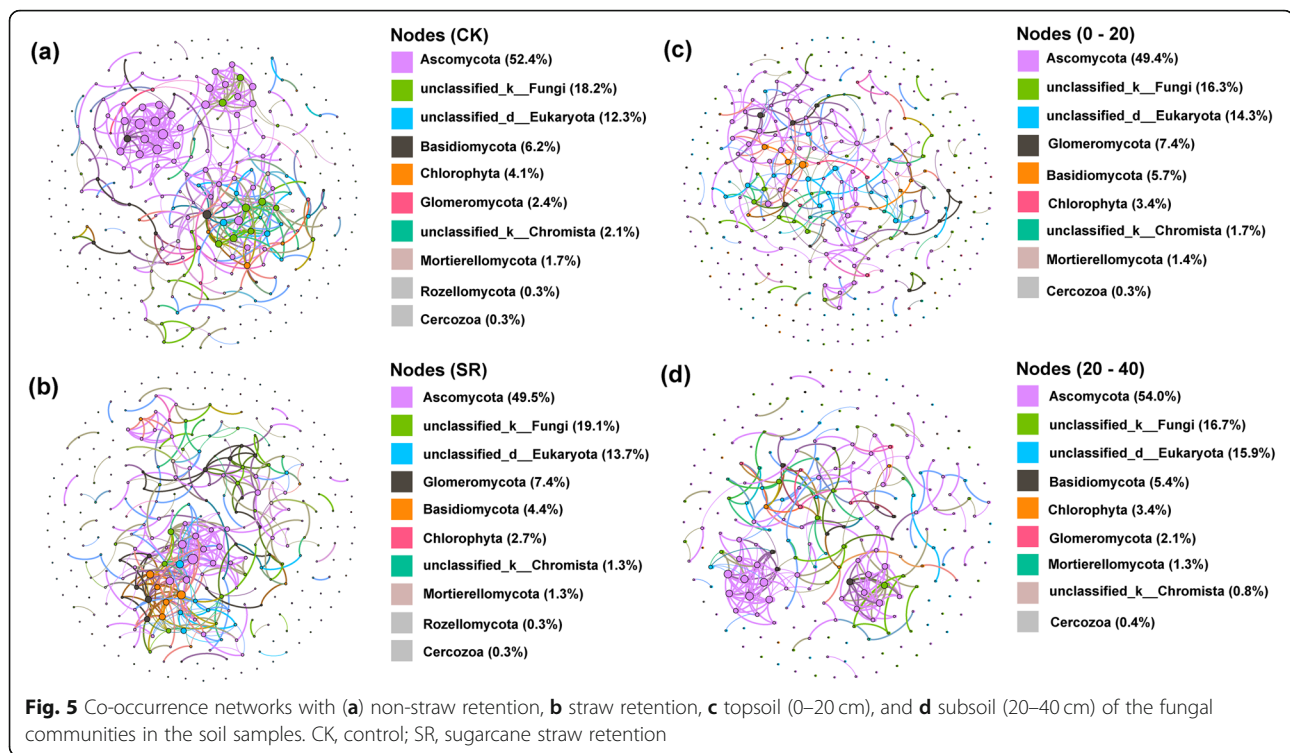 (a)
Nodes (CK)
Ascomycota (52.4%)
unclassified_k__Fungi (18.2%)
unclassified_d__Eukaryota (12.3%)
Basidiomycota (6.2%)
Chlorophyta (4.1%)
Glomeromycota (2.4%)
unclassified_k__Chromista (2.1%)
Mortierellomycota (1.7%)
Rozellomycota (0.3%)
Cercozoa (0.3%)
(c)
Nodes (0 - 20)
Ascomycota (49.4%)
unclassified_k__Fungi (16.3%)
unclassified_d__Eukaryota (14.3%)
Glomeromycota (7.4%)
Basidiomycota (5.7%)
Chlorophyta (3.4%)
unclassified_k__Chromista (1.7%)
Mortierellomycota (1.4%)
Cercozoa (0.3%)
(b)
Nodes (SR)
Ascomycota (49.5%)
unclassified_k__Fungi (19.1%)
unclassified_d__Eukaryota (13.7%)
Glomeromycota (7.4%)
Basidiomycota (4.4%)
Chlorophyta (2.7%)
unclassified_k__Chromista (1.3%)
Mortierellomycota (1.3%)
Rozellomycota (0.3%)
Cercozoa (0.3%)
(d)
Nodes (20 - 40)
Ascomycota (54.0%)
unclassified_k__Fungi (16.7%)
unclassified_d__Eukaryota (15.9%)
Basidiomycota (5.4%)
Chlorophyta (3.4%)
Glomeromycota (2.1%)
Mortierellomycota (1.3%)
unclassified_k__Chromista (0.8%)
Cercozoa (0.4%)
Fig. 5 Co-occurrence networks with (a) non-straw retention, b straw retention, c topsoil (0–20 cm), and d subsoil (20–40 cm) of the fungal
communities in the soil samples. CK, control; SR, sugarcane straw retention